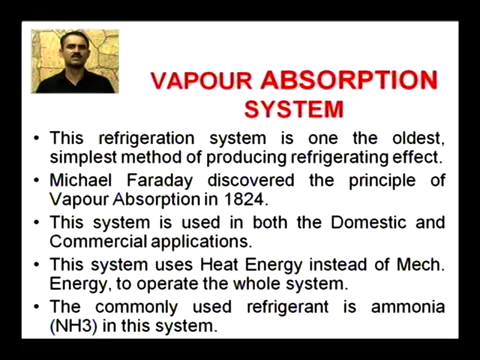 VAPOUR ABSORPTION
SYSTEM
• This refrigeration system is one the oldest,
simplest method of producing refrigerating effect.
• Michael Faraday discovered the principle of
Vapour Absorption in 1824.
• This system is used in both the Domestic and
Commercial applications.
• This system uses Heat Energy instead of Mech.
Energy, to operate the whole system.
• The commonly used refrigerant is ammonia
(NH3) in this system.